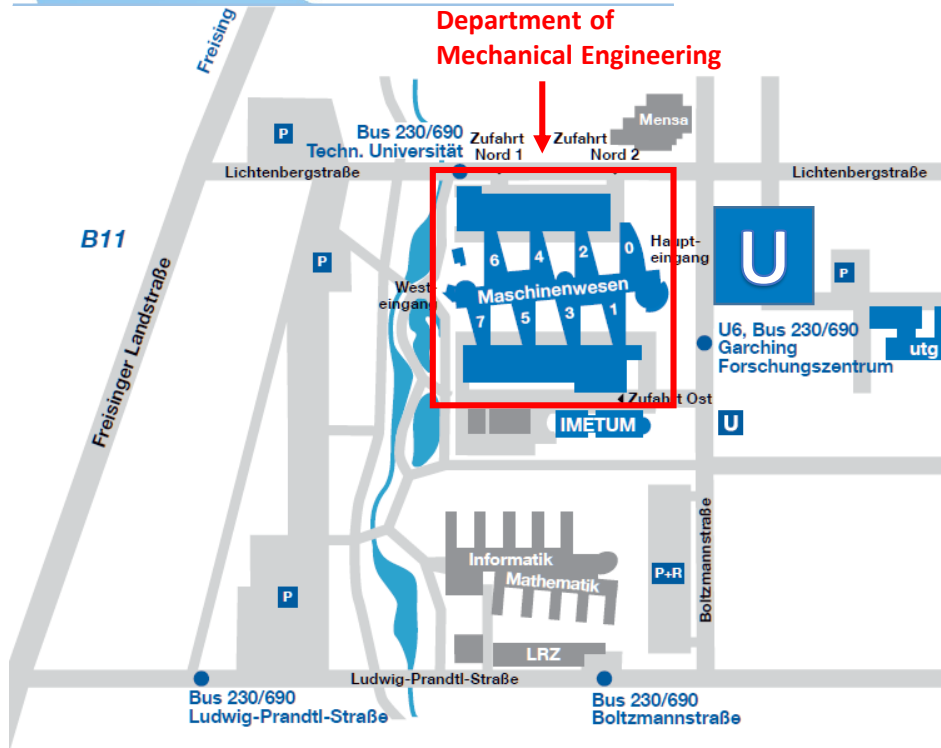 Department of
Mechanical Engineering
Freising
P
Bus 230/690
Techn. Universität
Zufahrt
Nord 1
Zufahrt
Nord 2
Mensa
Lichtenbergstraße
Lichtenbergstraße
B11
Freisinger Landstraße
P
6
4
2
0
Haupt-
eingang
U
P
West-
eingang
Maschinenwesen
7
5
3
1
U6, Bus 230/690
Garching
Forschungszentrum
utg
Zufahrt Ost
IMETUM
U
Informatik
Mathematik
P+R
Boltzmannstraße
P
LRZ
Ludwig-Prandtl-Straße
Bus 230/690
Ludwig-Prandtl-Straße
Bus 230/690
Boltzmannstraße